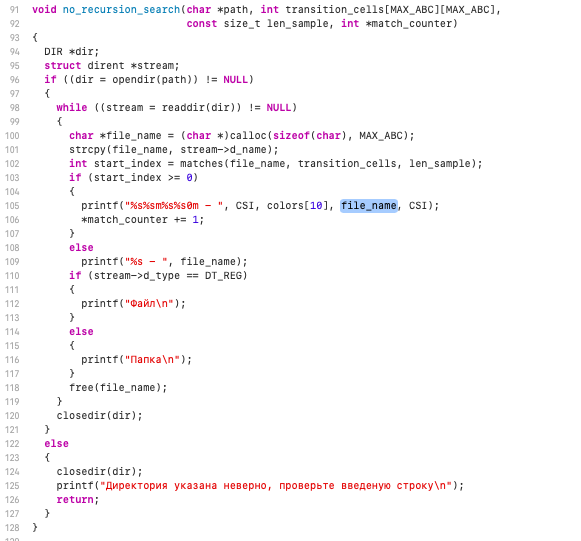 91 void no_recursion_search(char *path, int transition_cells[MAX_ABC][MAX_ABC],
92                          const size_t len_sample, int *match_counter)
93 {
94   DIR *dir;
95   struct dirent *stream;
96   if ((dir = opendir(path)) != NULL)
97   {
98     while ((stream = readdir(dir)) != NULL)
99     {
100       char *file_name = (char *)calloc(sizeof(char), MAX_ABC);
101       strcpy(file_name, stream->d_name);
102       int start_index = matches(file_name, transition_cells, len_sample);
103       if (start_index >= 0)
104       {
105         printf("%s%sm%s%s0m - ", CSI, colors[10], file_name, CSI);
106         *match_counter += 1;
107       }
108       else
109         printf("%s - ", file_name);
110       if (stream->d_type == DT_REG)
111       {
112         printf("Файл\n");
113       }
114       else
115       {
116         printf("Папка\n");
117       }
118       free(file_name);
119     }
120     closedir(dir);
121   }
122   else
123   {
124     closedir(dir);
125     printf("Директория указана неверно, проверьте введеную строку\n");
126     return;
127   }
128 }